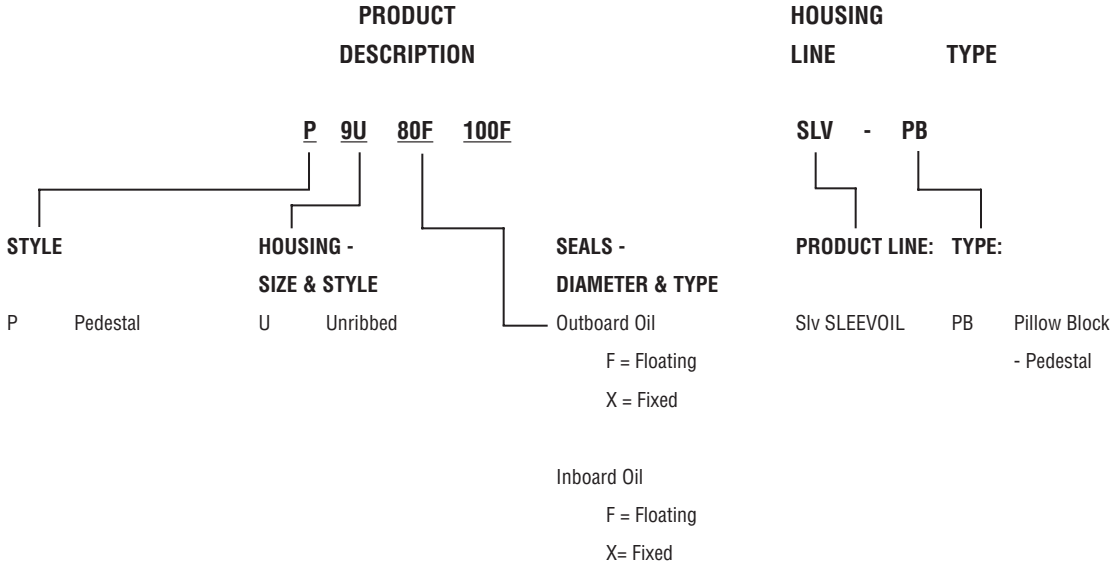 PRODUCT HOUSING
DESCRIPTION LINE TYPE
P 9U 80F 100F SLV - PB
STYLE HOUSING - SEALS - PRODUCT LINE: TYPE:
SIZE & STYLE DIAMETER & TYPE
P Pedestal U Unribbed Outboard Oil Slv SLEEVOIL PB Pillow Block
F = Floating - Pedestal
X = Fixed
Inboard Oil
F = Floating
X= Fixed